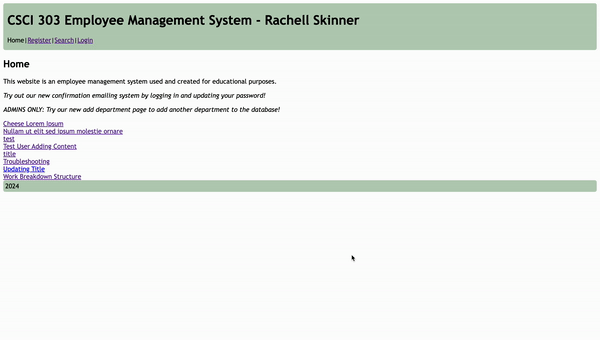 CSCI 303 Employee Management System - Rachell Skinner
Home|Register|Search|Login
Home
This website is an employee management system used and created for educational purposes.
Try out our new confirmation emailing system by logging in and updating your password!
ADMINS ONLY: Try our new add department page to add another department to the database!
Cheese Lorem Ipsum
Nullam ut elit sed ipsum molestie ornare
test
Test User Adding Content
title
Troubleshooting
Updating Title
Work Breakdown Structure
2024